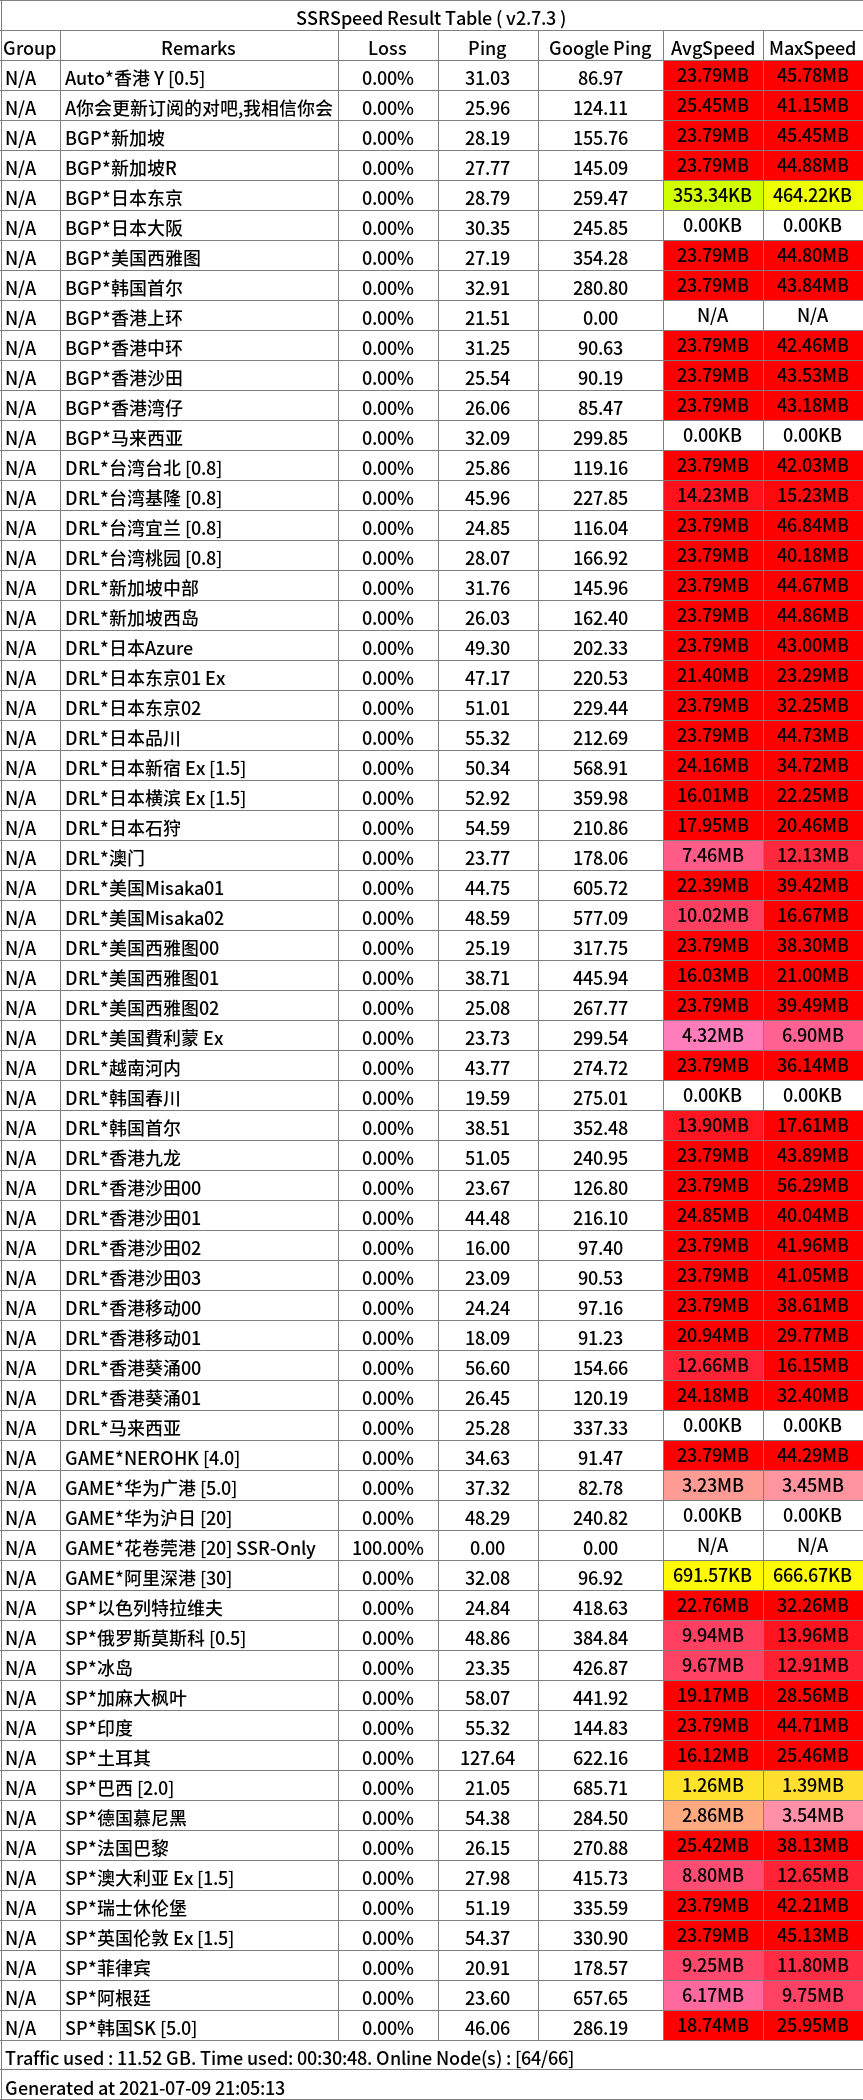 SSRSpeed Result Table ( v2.7.3 )
Group Remarks Loss Ping Google Ping AvgSpeed MaxSpeed
N/A Auto*香港 Y [0.5] 0.00% 31.03 86.97 23.79MB 45.78MB
N/A A你会更新订阅的对吧,我相信你会 0.00% 25.96 124.11 25.45MB 41.15MB
N/A BGP*新加坡 0.00% 28.19 155.76 23.79MB 45.45MB
N/A BGP*新加坡R 0.00% 27.77 145.09 23.79MB 44.88MB
N/A BGP*日本东京 0.00% 28.79 259.47 353.34KB 464.22KB
N/A BGP*日本大阪 0.00% 30.35 245.85 0.00KB 0.00KB
N/A BGP*美国西雅图 0.00% 27.19 354.28 23.79MB 44.80MB
N/A BGP*韩国首尔 0.00% 32.91 280.80 23.79MB 43.84MB
N/A BGP*香港上环 0.00% 21.51 0.00 N/A N/A
N/A BGP*香港中环 0.00% 31.25 90.63 23.79MB 42.46MB
N/A BGP*香港沙田 0.00% 25.54 90.19 23.79MB 43.53MB
N/A BGP*香港湾仔 0.00% 26.06 85.47 23.79MB 43.18MB
N/A BGP*马来西亚 0.00% 32.09 299.85 0.00KB 0.00KB
N/A DRL*台湾台北 [0.8] 0.00% 25.86 119.16 23.79MB 42.03MB
N/A DRL*台湾基隆 [0.8] 0.00% 45.96 227.85 14.23MB 15.23MB
N/A DRL*台湾宜兰 [0.8] 0.00% 24.85 116.04 23.79MB 46.84MB
N/A DRL*台湾桃园 [0.8] 0.00% 28.07 166.92 23.79MB 40.18MB
N/A DRL*新加坡中部 0.00% 31.76 145.96 23.79MB 44.67MB
N/A DRL*新加坡西岛 0.00% 26.03 162.40 23.79MB 44.86MB
N/A DRL*日本Azure 0.00% 49.30 202.33 23.79MB 43.00MB
N/A DRL*日本东京01 Ex 0.00% 47.17 220.53 21.40MB 23.29MB
N/A DRL*日本东京02 0.00% 51.01 229.44 23.79MB 32.25MB
N/A DRL*日本品川 0.00% 55.32 212.69 23.79MB 44.73MB
N/A DRL*日本新宿 Ex [1.5] 0.00% 50.34 568.91 24.16MB 34.72MB
N/A DRL*日本横滨 Ex [1.5] 0.00% 52.92 359.98 16.01MB 22.25MB
N/A DRL*日本石狩 0.00% 54.59 210.86 17.95MB 20.46MB
N/A DRL*澳门 0.00% 23.77 178.06 7.46MB 12.13MB
N/A DRL*美国Misaka01 0.00% 44.75 605.72 22.39MB 39.42MB
N/A DRL*美国Misaka02 0.00% 48.59 577.09 10.02MB 16.67MB
N/A DRL*美国西雅图00 0.00% 25.19 317.75 23.79MB 38.30MB
N/A DRL*美国西雅图01 0.00% 38.71 445.94 16.03MB 21.00MB
N/A DRL*美国西雅图02 0.00% 25.08 267.77 23.79MB 39.49MB
N/A DRL*美国費利蒙 Ex 0.00% 23.73 299.54 4.32MB 6.90MB
N/A DRL*越南河内 0.00% 43.77 274.72 23.79MB 36.14MB
N/A DRL*韩国春川 0.00% 19.59 275.01 0.00KB 0.00KB
N/A DRL*韩国首尔 0.00% 38.51 352.48 13.90MB 17.61MB
N/A DRL*香港九龙 0.00% 51.05 240.95 23.79MB 43.89MB
N/A DRL*香港沙田00 0.00% 23.67 126.80 23.79MB 56.29MB
N/A DRL*香港沙田01 0.00% 44.48 216.10 24.85MB 40.04MB
N/A DRL*香港沙田02 0.00% 16.00 97.40 23.79MB 41.96MB
N/A DRL*香港沙田03 0.00% 23.09 90.53 23.79MB 41.05MB
N/A DRL*香港移动00 0.00% 24.24 97.16 23.79MB 38.61MB
N/A DRL*香港移动01 0.00% 18.09 91.23 20.94MB 29.77MB
N/A DRL*香港葵涌00 0.00% 56.60 154.66 12.66MB 16.15MB
N/A DRL*香港葵涌01 0.00% 26.45 120.19 24.18MB 32.40MB
N/A DRL*马来西亚 0.00% 25.28 337.33 0.00KB 0.00KB
N/A GAME*NEROHK [4.0] 0.00% 34.63 91.47 23.79MB 44.29MB
N/A GAME*华为广港 [5.0] 0.00% 37.32 82.78 3.23MB 3.45MB
N/A GAME*华为沪日 [20] 0.00% 48.29 240.82 0.00KB 0.00KB
N/A GAME*花卷莞港 [20] SSR-Only 100.00% 0.00 0.00 N/A N/A
N/A GAME*阿里深港 [30] 0.00% 32.08 96.92 691.57KB 666.67KB
N/A SP*以色列特拉维夫 0.00% 24.84 418.63 22.76MB 32.26MB
N/A SP*俄罗斯莫斯科 [0.5] 0.00% 48.86 384.84 9.94MB 13.96MB
N/A SP*冰岛 0.00% 23.35 426.87 9.67MB 12.91MB
N/A SP*加麻大枫叶 0.00% 58.07 441.92 19.17MB 28.56MB
N/A SP*印度 0.00% 55.32 144.83 23.79MB 44.71MB
N/A SP*土耳其 0.00% 127.64 622.16 16.12MB 25.46MB
N/A SP*巴西 [2.0] 0.00% 21.05 685.71 1.26MB 1.39MB
N/A SP*德国慕尼黑 0.00% 54.38 284.50 2.86MB 3.54MB
N/A SP*法国巴黎 0.00% 26.15 270.88 25.42MB 38.13MB
N/A SP*澳大利亚 Ex [1.5] 0.00% 27.98 415.73 8.80MB 12.65MB
N/A SP*瑞士休伦堡 0.00% 51.19 335.59 23.79MB 42.21MB
N/A SP*英国伦敦 Ex [1.5] 0.00% 54.37 330.90 23.79MB 45.13MB
N/A SP*菲律宾 0.00% 20.91 178.57 9.25MB 11.80MB
N/A SP*阿根廷 0.00% 23.60 657.65 6.17MB 9.75MB
N/A SP*韩国SK [5.0] 0.00% 46.06 286.19 18.74MB 25.95MB
Traffic used : 11.52 GB. Time used: 00:30:48. Online Node(s) : [64/66]
Generated at 2021-07-09 21:05:13